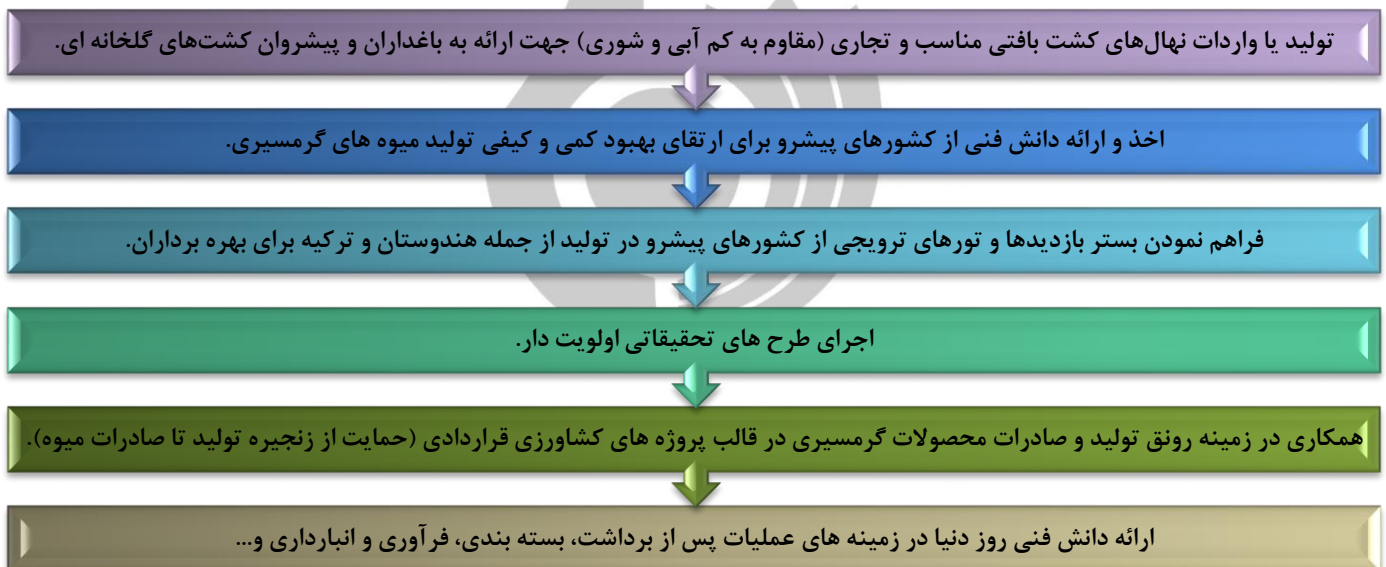 تولید یا واردات نهال‌های کشت بافتی مناسب و تجاری (مقاوم به کم آبی و شوری) جهت ارائه به باغداران و پیشروان کشت‌های گلخانه ای.
اخذ و ارائه دانش فنی از کشورهای پیشرو برای ارتقای بهبود کمی و کیفی تولید میوه های گرمسیری.
فراهم نمودن بستر بازدیدها و تورهای ترویجی از کشورهای پیشرو در تولید از جمله هندوستان و ترکیه برای بهره برداران.
اجرای طرح های تحقیقاتی اولویت دار.
همکاری در زمینه رونق تولید و صادرات محصولات گرمسیری در قالب پروژه های کشاورزی قراردادی (حمایت از زنجیره تولید تا صادرات میوه).
ارائه دانش فنی روز دنیا در زمینه های عملیات پس از برداشت، بسته بندی، فرآوری و انبارداری و...